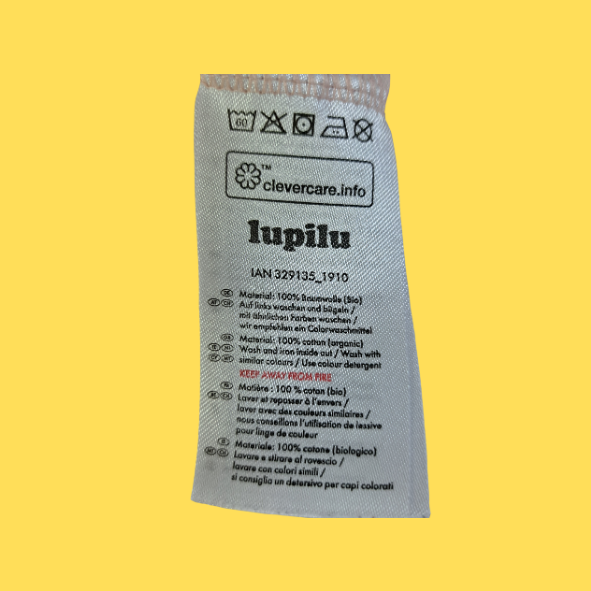 60
™
clevercare.info
lupilu
IAN 329135_1910
Material: 100% Baumwolle (Bio)
Auf links waschen und bügeln /
mit ähnlichen Farben waschen /
wir empfehlen ein Colorwaschmittel
Material: 100% cotton (organic)
Wash and iron inside out / Wash with
similar colours / Use colour detergent
KEEP AWAY FROM FIRE
Matière : 100 % coton (bio)
Laver et repasser à l'envers /
laver avec des couleurs similaires /
nous conseillons l'utilisation de lessive
pour linge de couleur
Materiale: 100% cotone (biologico)
Lavare e stirare al rovescio /
lavare con colori simili /
si consiglia un detersivo per capi colorati